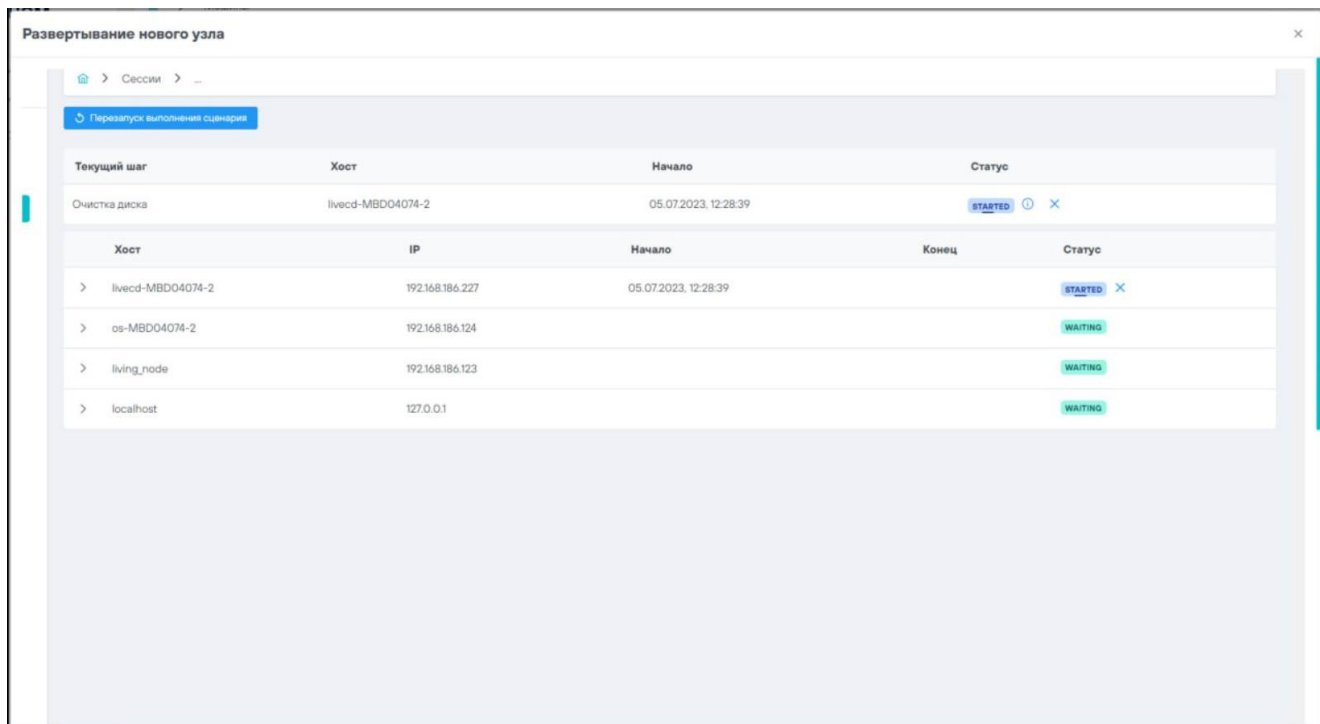 Развертывание нового узла
Сессии > ...
Перезапуск выполнения сценария
Текущий шаг Хост Начало Статус
Очистка диска livecd-MBD04074-2 05.07.2023, 12:28:39 STARTED
Хост IP Начало Конец Статус
livecd-MBD04074-2 192.168.186.227 05.07.2023, 12:28:39 STARTED
os-MBD04074-2 192.168.186.124 WAITING
living_node 192.168.186.123 WAITING
localhost 127.0.0.1 WAITING